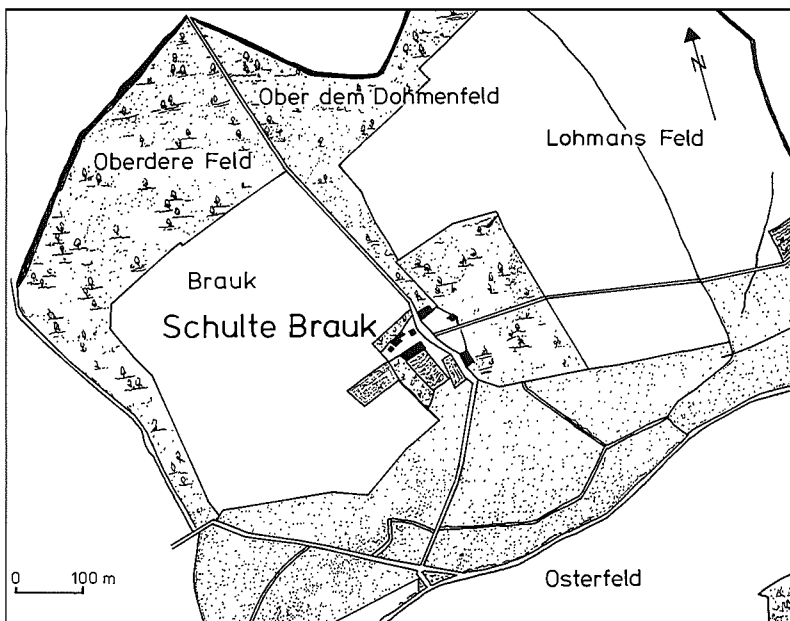 N
Ober dem Dohmenfeld
Lohmans Feld
Oberdere Feld
Brauk
Schulte Brauk
0 100 m
Osterfeld